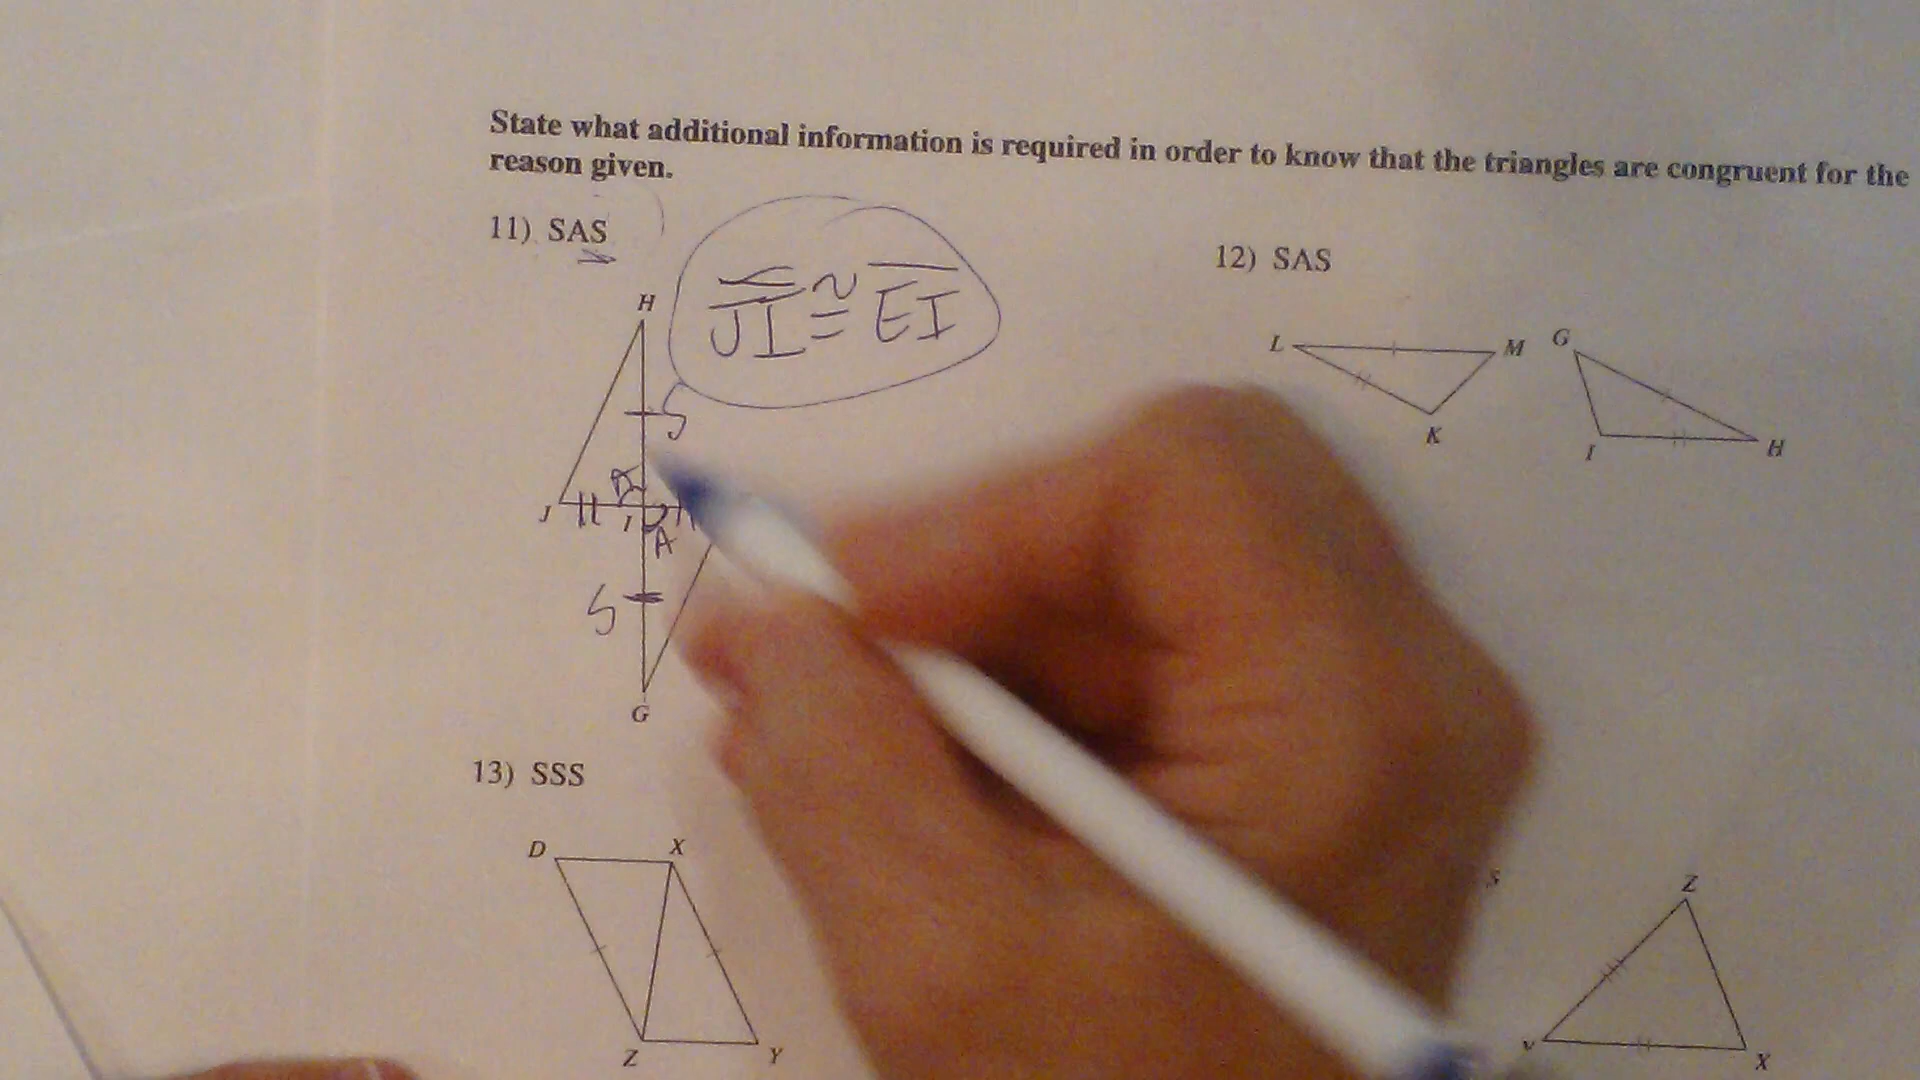 State what additional information is required in order to know that the triangles are congruent for the
reason given.
11) SAS
12) SAS
JI ≅ EI
H
S
A
J
I
A
S
G
L
M
K
G
I
H
13) SSS
D
X
Z
Y
S
Z
V
X